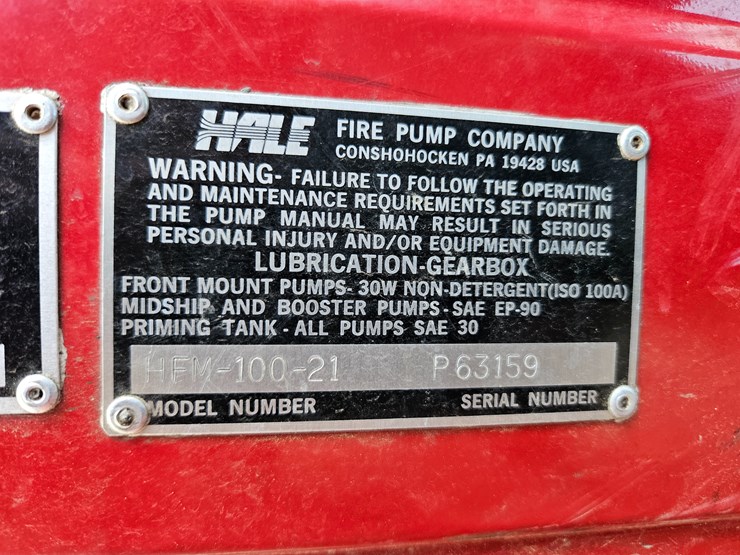 HALE FIRE PUMP COMPANY
CONSHOHOCKEN PA 19428 USA
WARNING- FAILURE TO FOLLOW THE OPERATING
AND MAINTENANCE REQUIREMENTS SET FORTH IN
THE PUMP MANUAL MAY RESULT IN SERIOUS
PERSONAL INJURY AND/OR EQUIPMENT DAMAGE.
LUBRICATION-GEARBOX
FRONT MOUNT PUMPS- 30W NON-DETERGENT(ISO 100A)
MIDSHIP AND BOOSTER PUMPS-SAE EP-90
PRIMING TANK - ALL PUMPS SAE 30
HFM-100-21 P63159
MODEL NUMBER SERIAL NUMBER